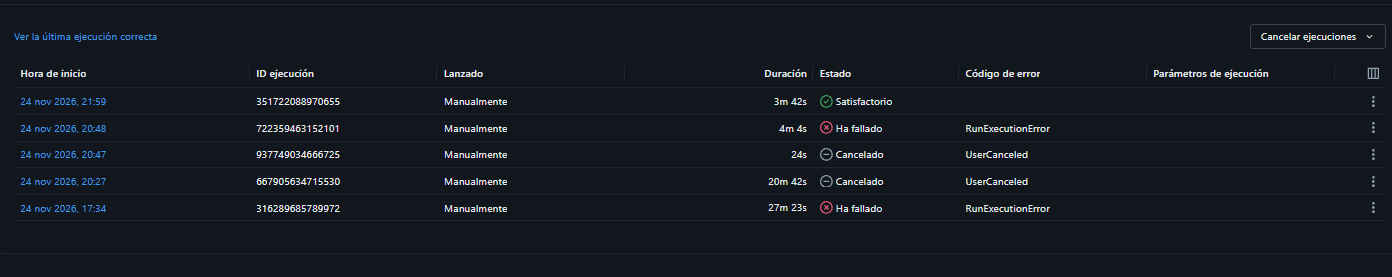 Ver la última ejecución correcta
Cancelar ejecuciones
Hora de inicio ID ejecución Lanzado Duración Estado Código de error Parámetros de ejecución
24 nov 2026, 21:59 351722088970655 Manualmente 3m 42s Satisfactorio
24 nov 2026, 20:48 722359463152101 Manualmente 4m 4s Ha fallado RunExecutionError
24 nov 2026, 20:47 937749034666725 Manualmente 24s Cancelado UserCanceled
24 nov 2026, 20:27 667905634715530 Manualmente 20m 42s Cancelado UserCanceled
24 nov 2026, 17:34 316289685789972 Manualmente 27m 23s Ha fallado RunExecutionError